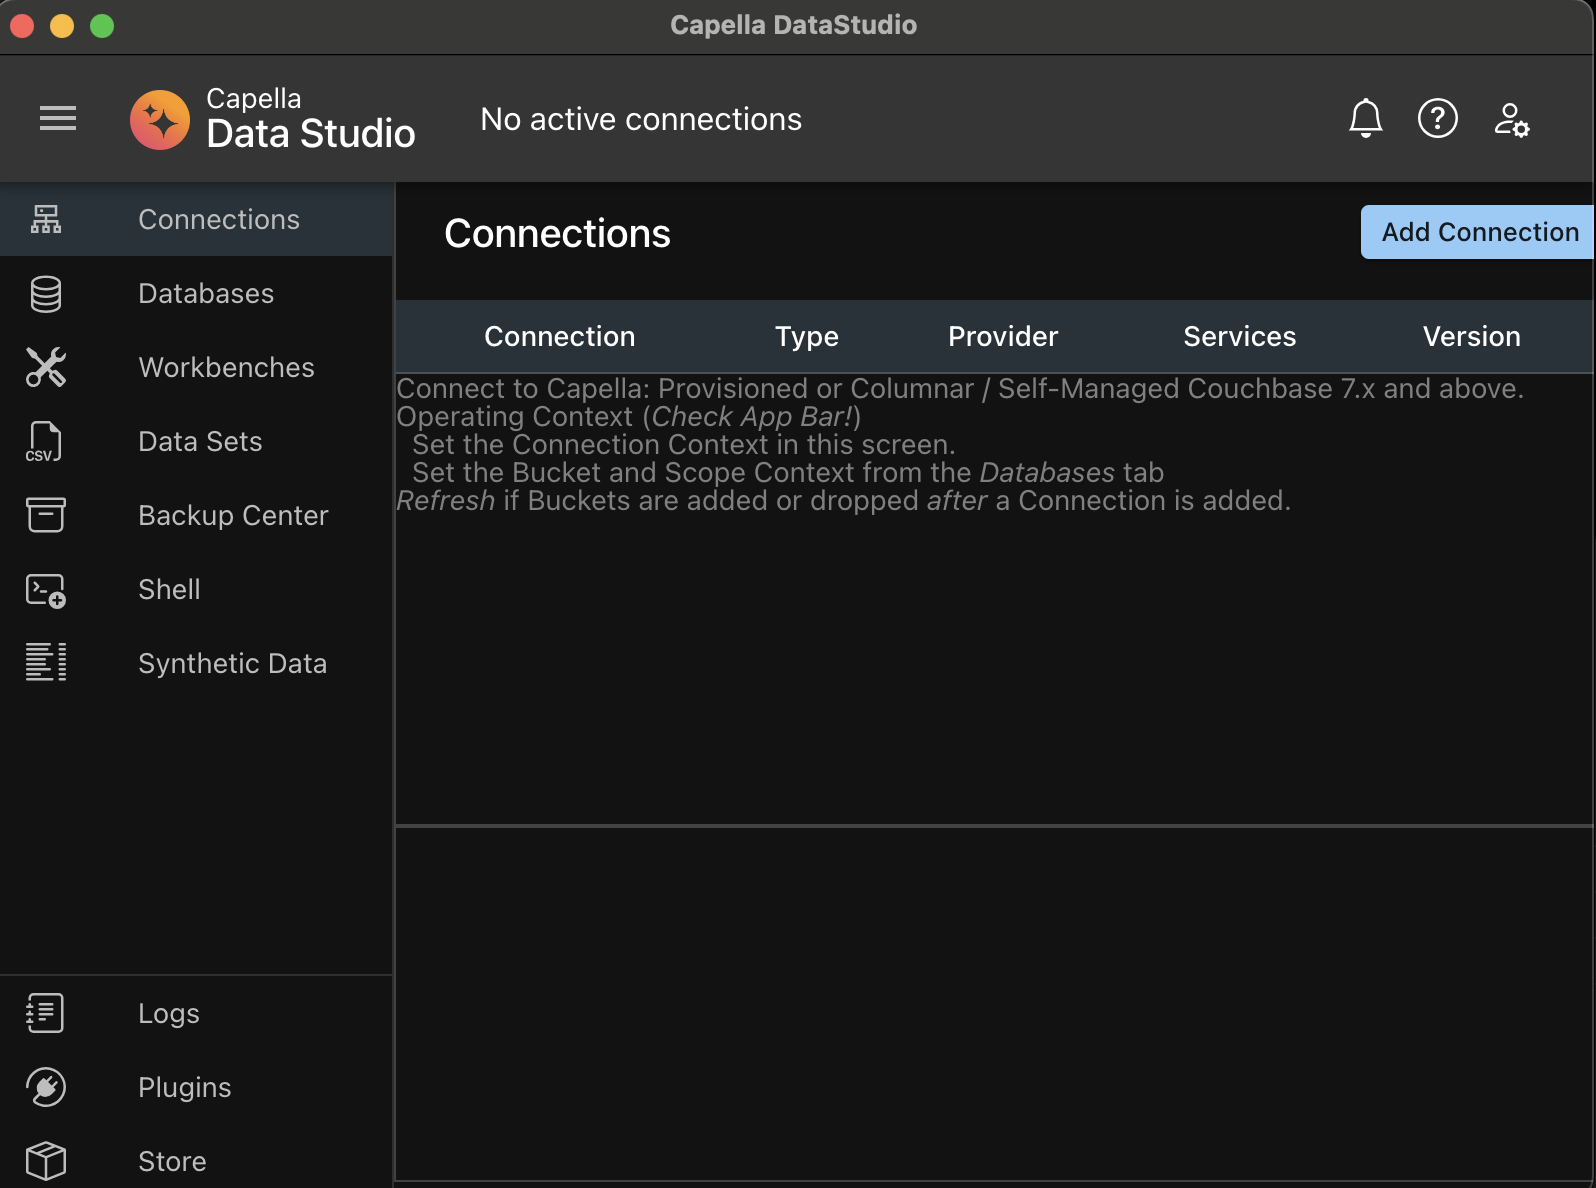 Capella DataStudio
Capella
Data Studio
No active connections
?
Connections
Databases
Workbenches
CSV
Data Sets
Backup Center
Shell
Synthetic Data
Logs
Plugins
Store
Connections
Add Connection
Connection Type Provider Services Version
Connect to Capella: Provisioned or Columnar / Self-Managed Couchbase 7.x and above.
Operating Context (Check App Bar!)
Set the Connection Context in this screen.
Set the Bucket and Scope Context from the Databases tab
Refresh if Buckets are added or dropped after a Connection is added.